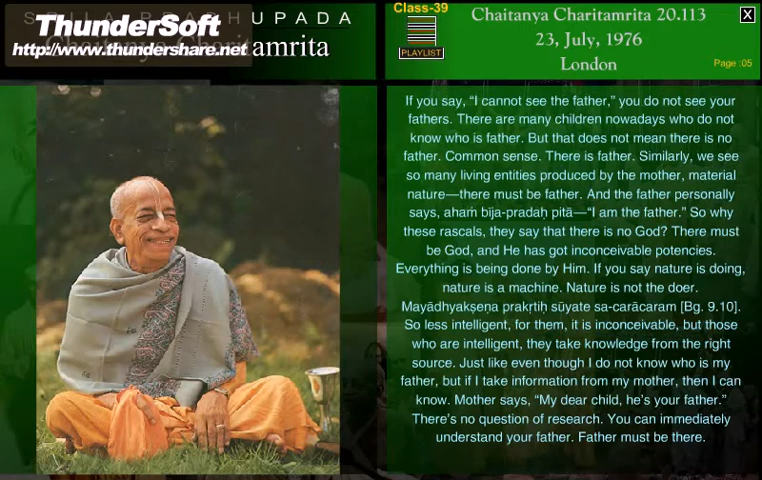 SRILA PRABHUPADA
Chaitanya Charitamrita
ThunderSoft
http://www.thundershare.net
Class-39
PLAYLIST
Chaitanya Charitamrita 20.113
23, July, 1976
London
X
Page :05
If you say, “I cannot see the father,” you do not see your
fathers. There are many children nowadays who do not
know who is father. But that does not mean there is no
father. Common sense. There is father. Similarly, we see
so many living entities produced by the mother, material
nature—there must be father. And the father personally
says, ahaṁ bīja-pradaḥ pitā—“I am the father.” So why
these rascals, they say that there is no God? There must
be God, and He has got inconceivable potencies.
Everything is being done by Him. If you say nature is doing,
nature is a machine. Nature is not the doer.
Mayādhyakṣeṇa prakṛtiḥ sūyate sa-carācaram [Bg. 9.10].
So less intelligent, for them, it is inconceivable, but those
who are intelligent, they take knowledge from the right
source. Just like even though I do not know who is my
father, but if I take information from my mother, then I can
know. Mother says, “My dear child, he’s your father.”
There’s no question of research. You can immediately
understand your father. Father must be there.